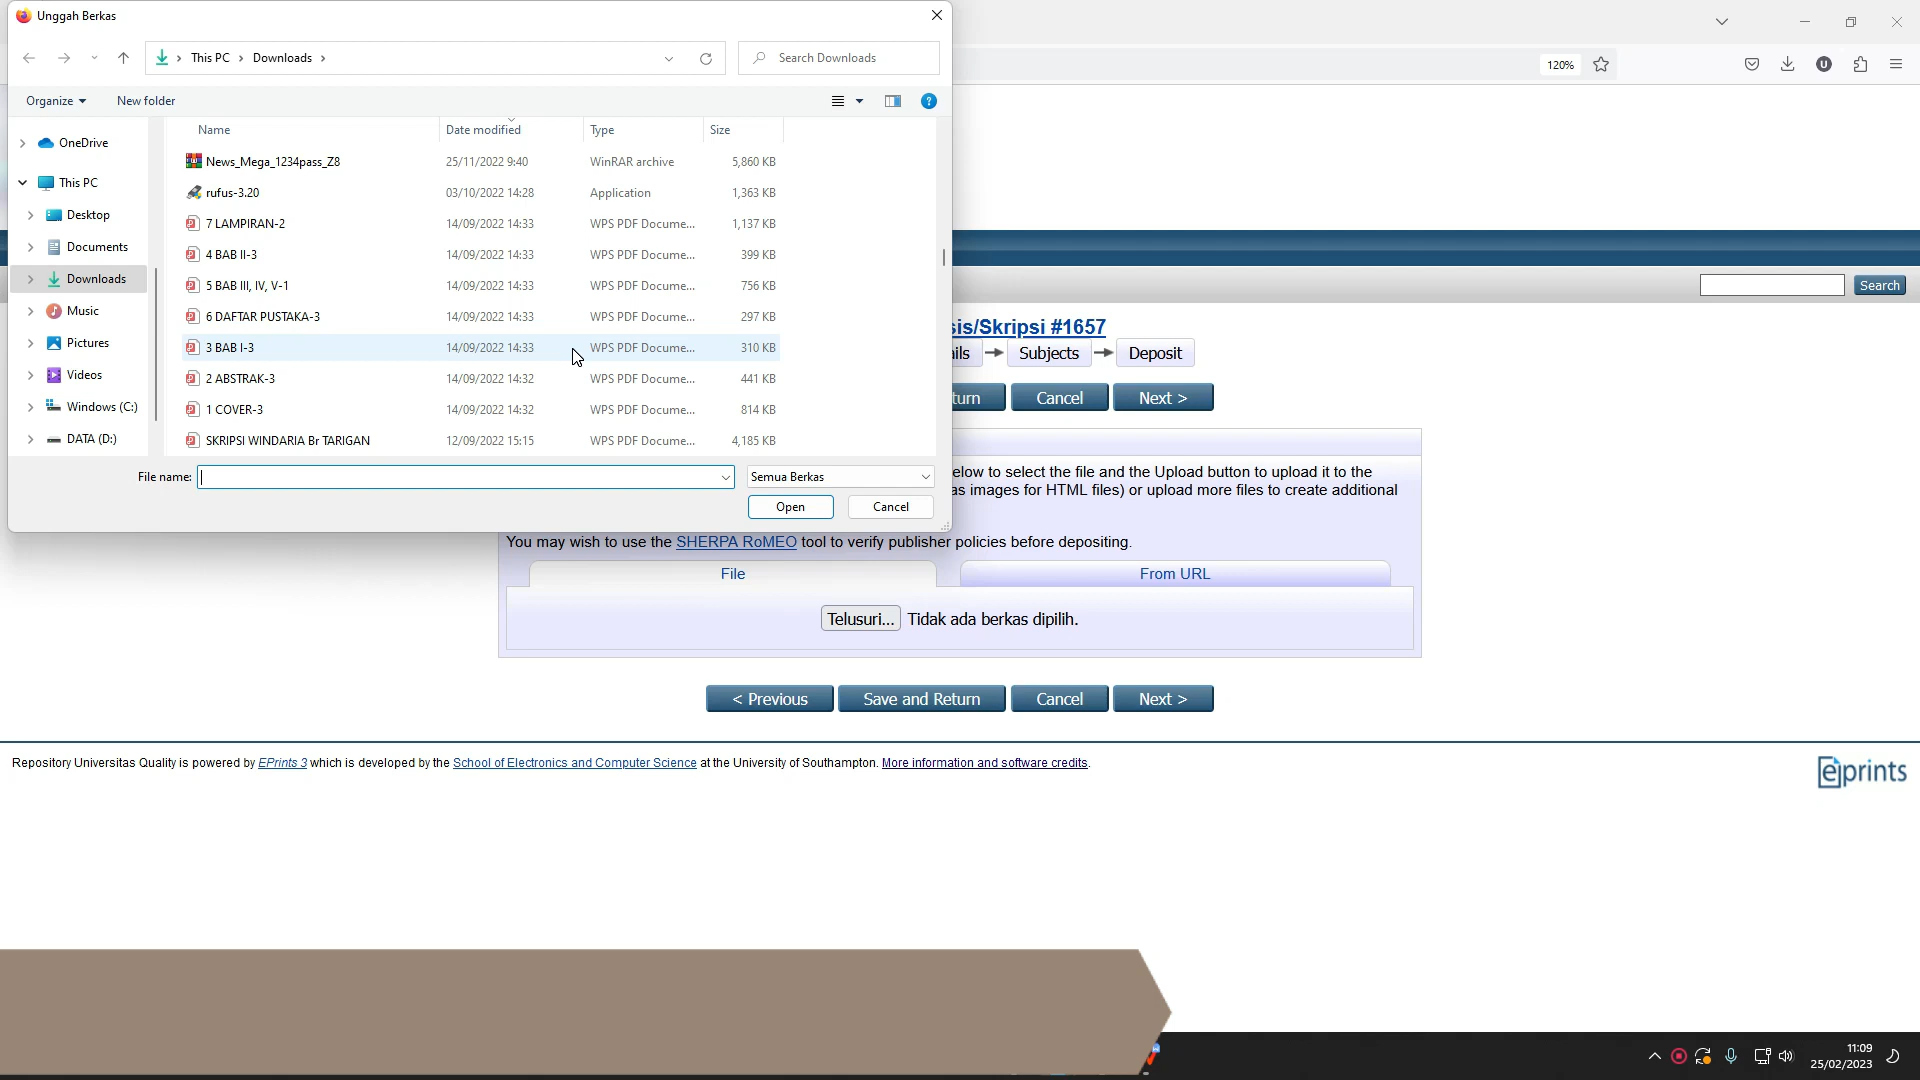 Unggah Berkas
This PC > Downloads >
Search Downloads
120%
U
Organize
New folder
?
Name
Date modified
Type
Size
OneDrive
This PC
Desktop
Documents
Downloads
Music
Pictures
Videos
Windows (C:)
DATA (D:)
News_Mega_1234pass_Z8 25/11/2022 9:40 WinRAR archive 5,860 KB
rufus-3.20 03/10/2022 14:28 Application 1,363 KB
7 LAMPIRAN-2 14/09/2022 14:33 WPS PDF Docume... 1,137 KB
4 BAB II-3 14/09/2022 14:33 WPS PDF Docume... 399 KB
5 BAB III, IV, V-1 14/09/2022 14:33 WPS PDF Docume... 756 KB
6 DAFTAR PUSTAKA-3 14/09/2022 14:33 WPS PDF Docume... 297 KB
3 BAB I-3 14/09/2022 14:33 WPS PDF Docume... 310 KB
2 ABSTRAK-3 14/09/2022 14:32 WPS PDF Docume... 441 KB
1 COVER-3 14/09/2022 14:32 WPS PDF Docume... 814 KB
SKRIPSI WINDARIA Br TARIGAN 12/09/2022 15:15 WPS PDF Docume... 4,185 KB
File name:
Semua Berkas
Open
Cancel
Search
sis/Skripsi #1657
ails
Subjects
Deposit
turn
Cancel
Next >
elow to select the file and the Upload button to upload it to the
as images for HTML files) or upload more files to create additional
You may wish to use the SHERPA RoMEO tool to verify publisher policies before depositing.
File
From URL
Telusuri... Tidak ada berkas dipilih.
< Previous
Save and Return
Cancel
Next >
Repository Universitas Quality is powered by EPrints 3 which is developed by the School of Electronics and Computer Science at the University of Southampton. More information and software credits.
eprints
11:09
25/02/2023